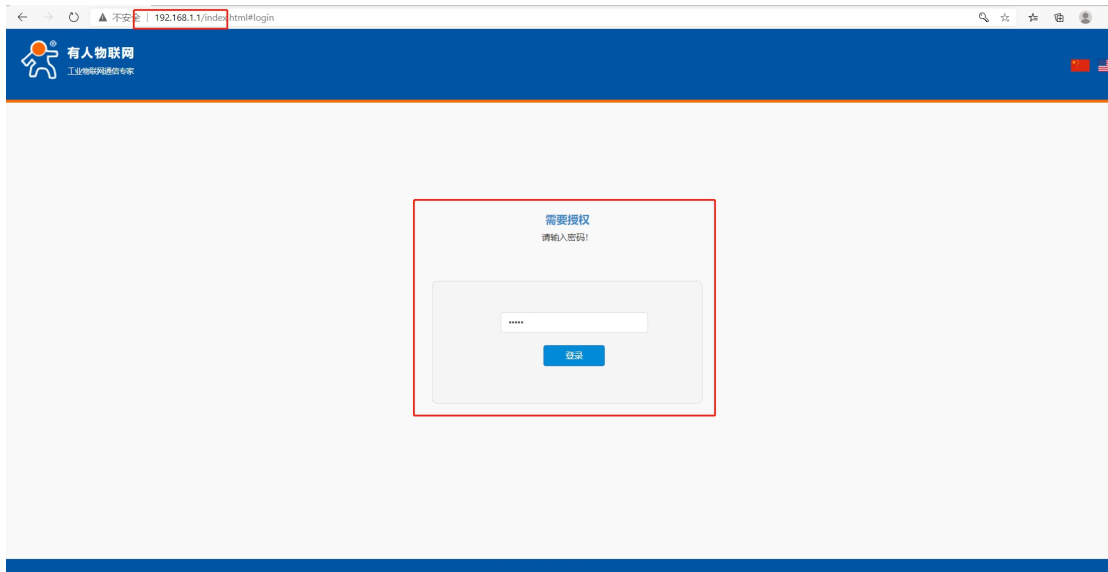 不安全 192.168.1.1/index.html#login
有人物联网
工业物联网通信专家
需要授权
请输入密码!
•••••
登录